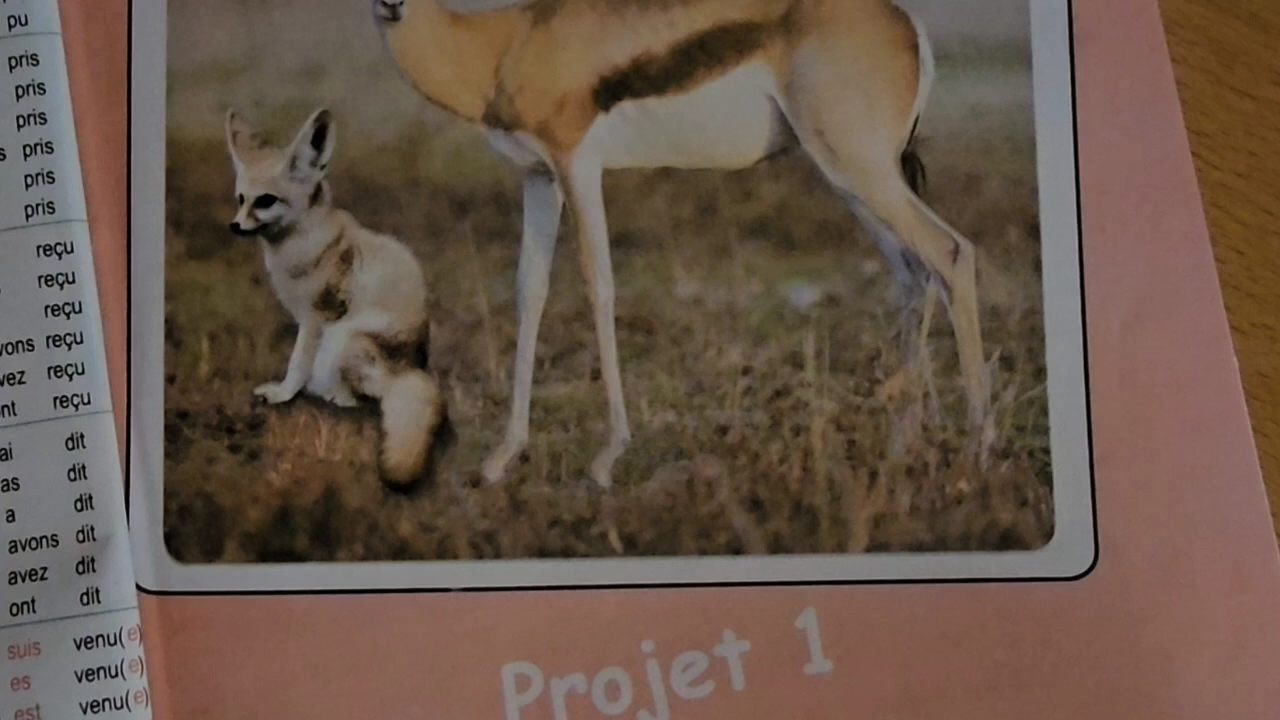 pu
pris
pris
pris
s pris
pris
pris
reçu
reçu
reçu
vons reçu
vez reçu
nt reçu
ai dit
as dit
a dit
avons dit
avez dit
ont dit
suis venu(e)
es venu(e)
est venu(e)
Projet 1